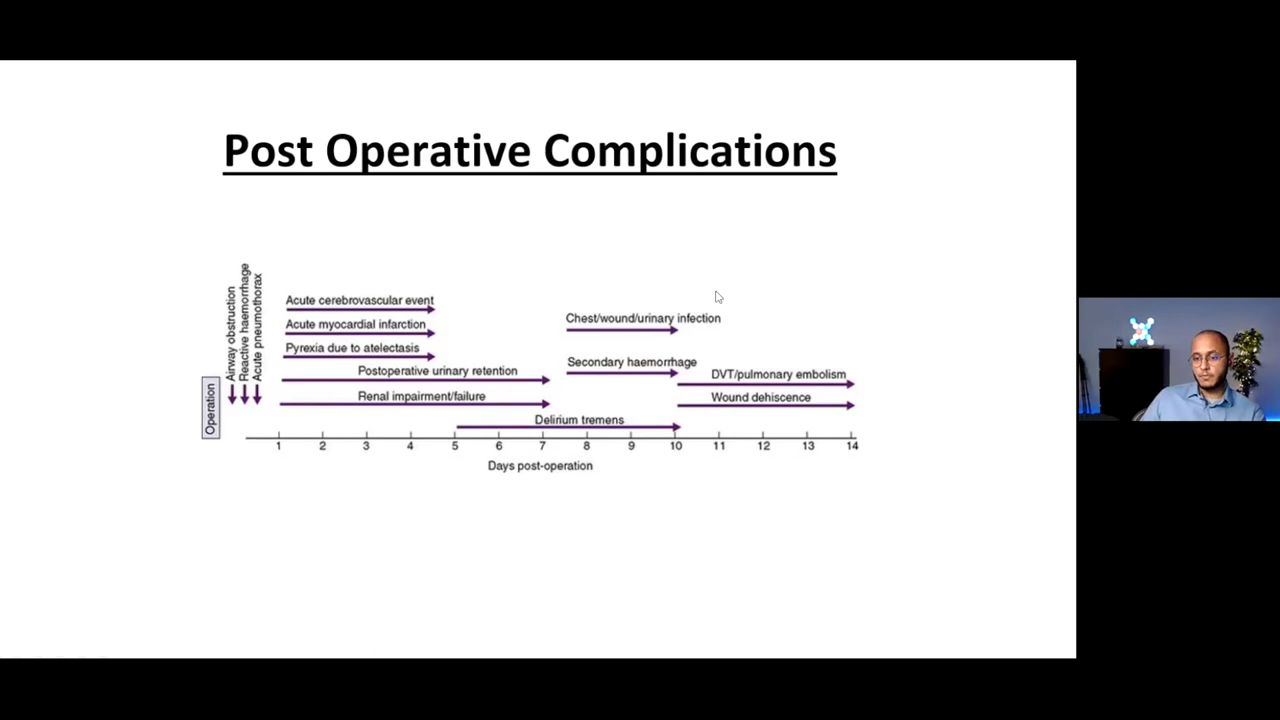 Post Operative Complications
Operation
Airway obstruction
Reactive haemorrhage
Acute pneumothorax
Acute cerebrovascular event
Acute myocardial infarction
Pyrexia due to atelectasis
Postoperative urinary retention
Renal impairment/failure
Delirium tremens
Chest/wound/urinary infection
Secondary haemorrhage
DVT/pulmonary embolism
Wound dehiscence
1 2 3 4 5 6 7 8 9 10 11 12 13 14
Days post-operation